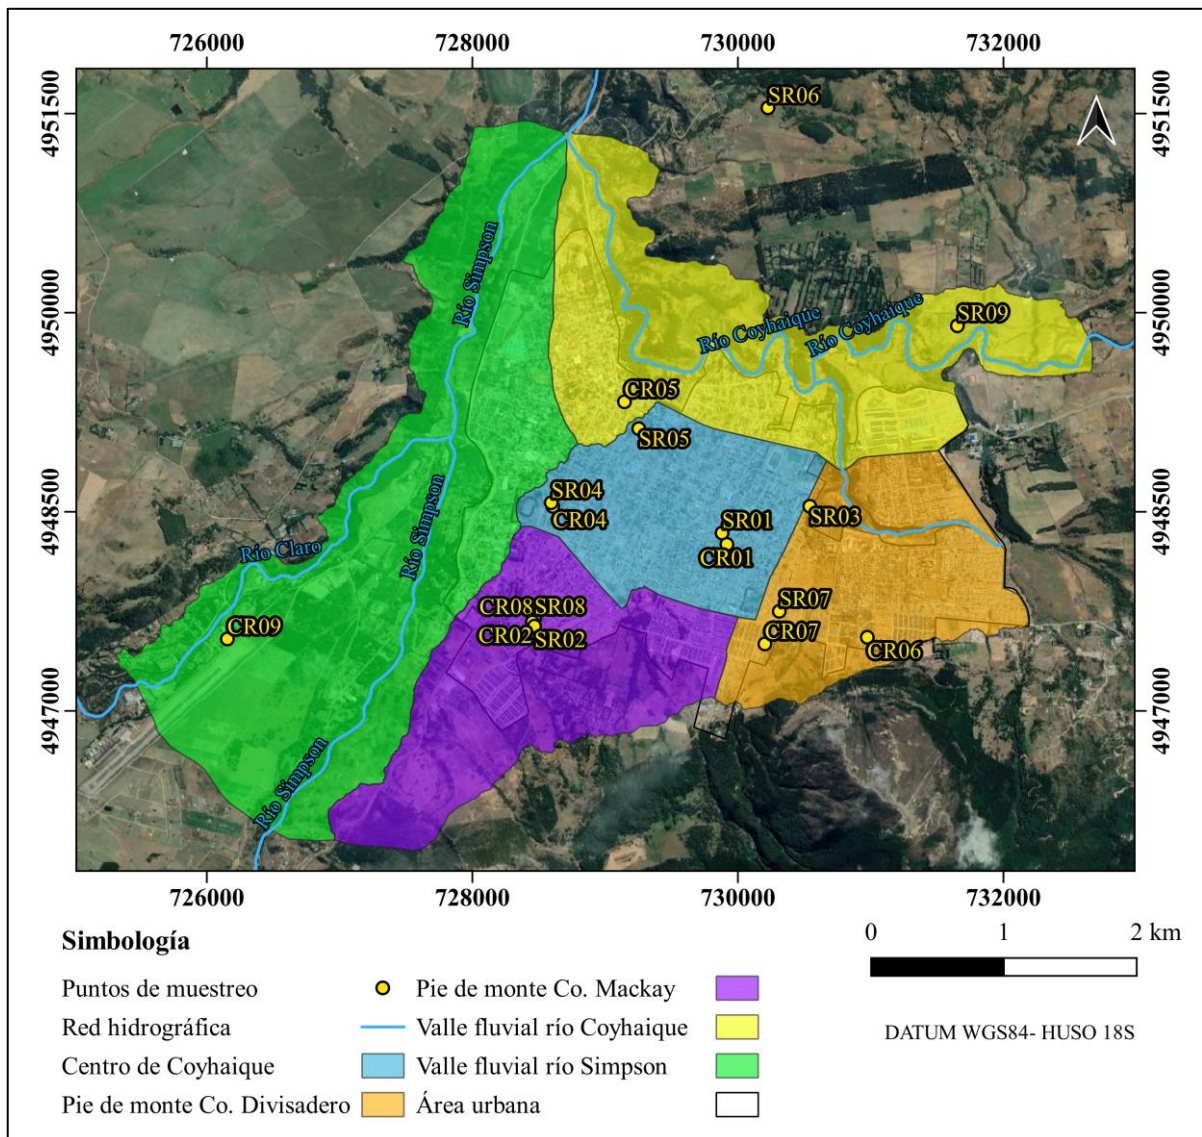 726000 728000 730000 732000
4951500 4951500
4950000 4950000
4948500 4948500
4947000 4947000
SR06
Río Simpson
Río Coyhaique
Río Coyhaique
SR09
CR05
SR05
SR04
CR04
SR01
CR01
SR03
Río Claro
Río Simpson
CR08 SR08
CR02 SR02
SR07
CR07
CR06
CR09
Río Simpson
726000 728000 730000 732000
Simbología
Puntos de muestreo
Red hidrográfica
Centro de Coyhaique
Pie de monte Co. Divisadero
Pie de monte Co. Mackay
Valle fluvial río Coyhaique
Valle fluvial río Simpson
Área urbana
0 1 2 km
DATUM WGS84- HUSO 18S